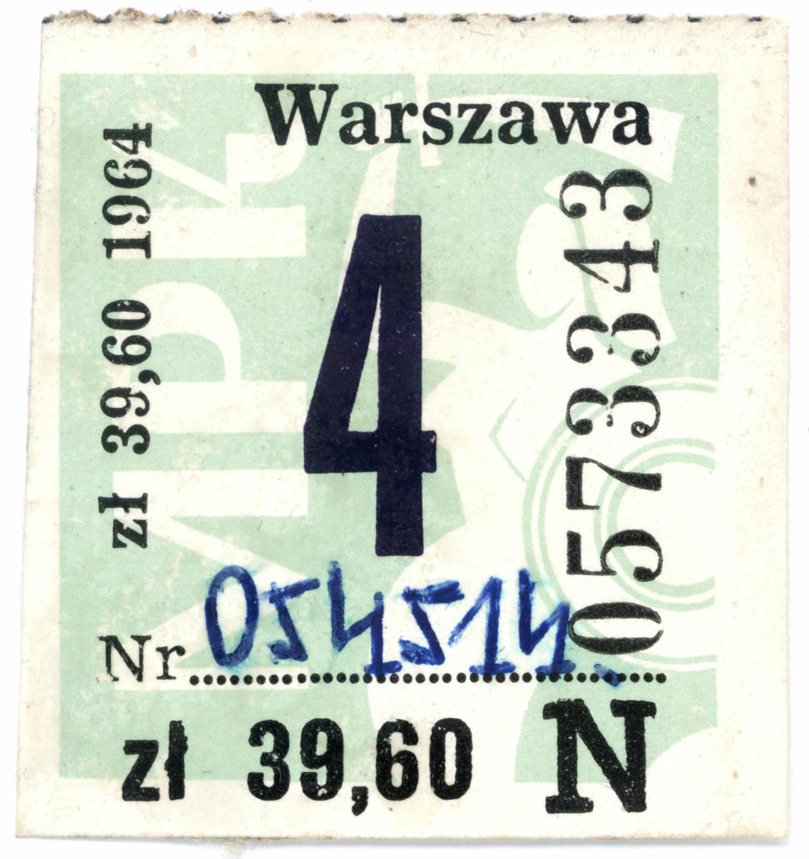 Warszawa
zł 39,60 1964
4
0573343
Nr 054514.
zł 39,60 N